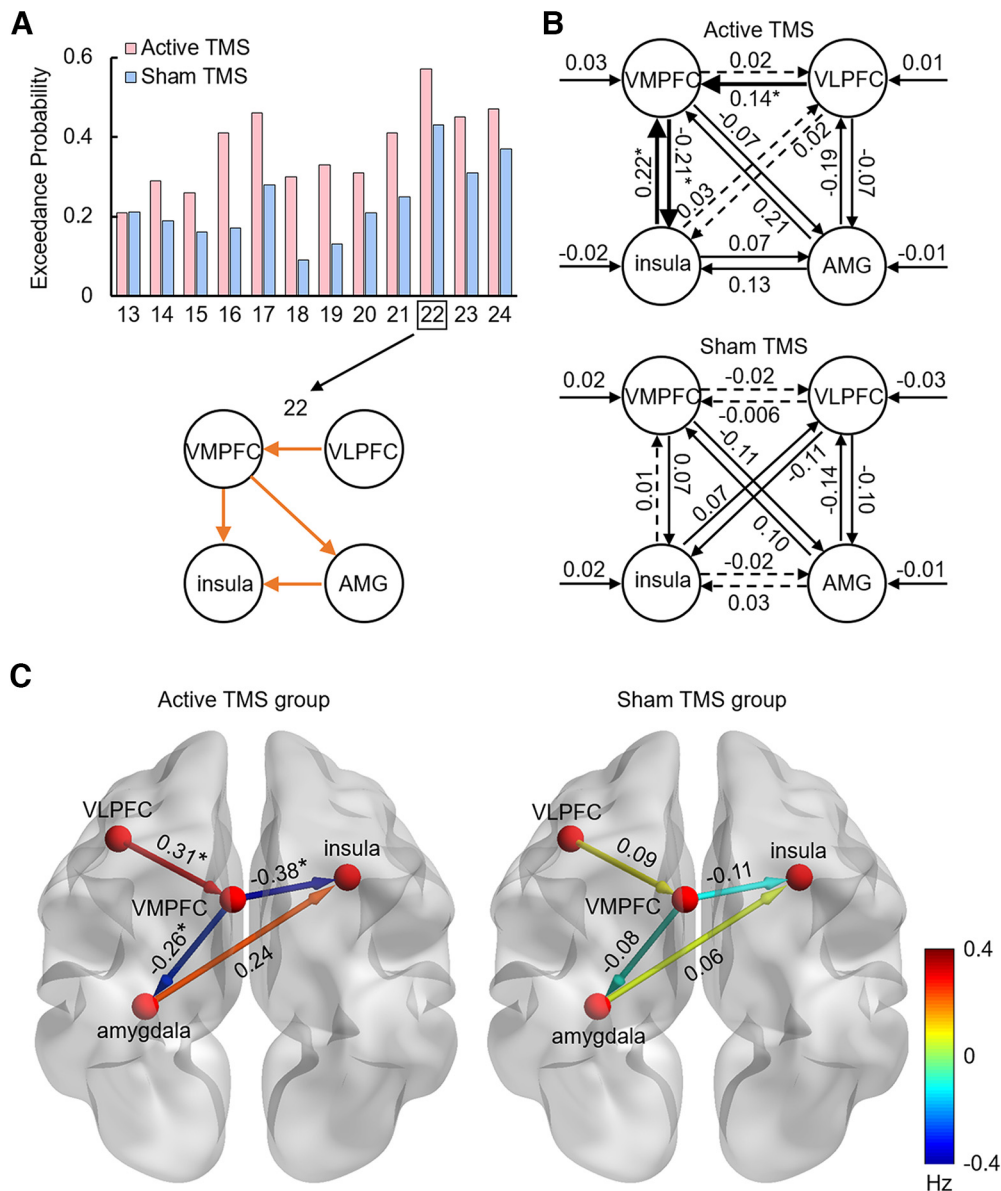 A
Exceedance Probability
0.6
0.4
0.2
0
Active TMS
Sham TMS
13 14 15 16 17 18 19 20 21 22 23 24
22
VMPFC VLPFC
insula AMG
B
Active TMS
0.03 VMPFC 0.02 VLPFC 0.01
0.14*
0.22* -0.21* -0.07 0.02 -0.19 -0.07
0.03 0.21
-0.02 insula 0.07 AMG -0.01
0.13
Sham TMS
0.02 VMPFC -0.02 VLPFC -0.03
-0.006
0.01 0.07 -0.11 -0.11 -0.14 -0.10
0.07 0.10
0.02 insula -0.02 AMG -0.01
0.03
C
Active TMS group
VLPFC
0.31*
insula
-0.38*
VMPFC
-0.26*
0.24
amygdala
Sham TMS group
VLPFC
0.09
insula
-0.11
VMPFC
-0.08
0.06
amygdala
0.4
0
-0.4
Hz